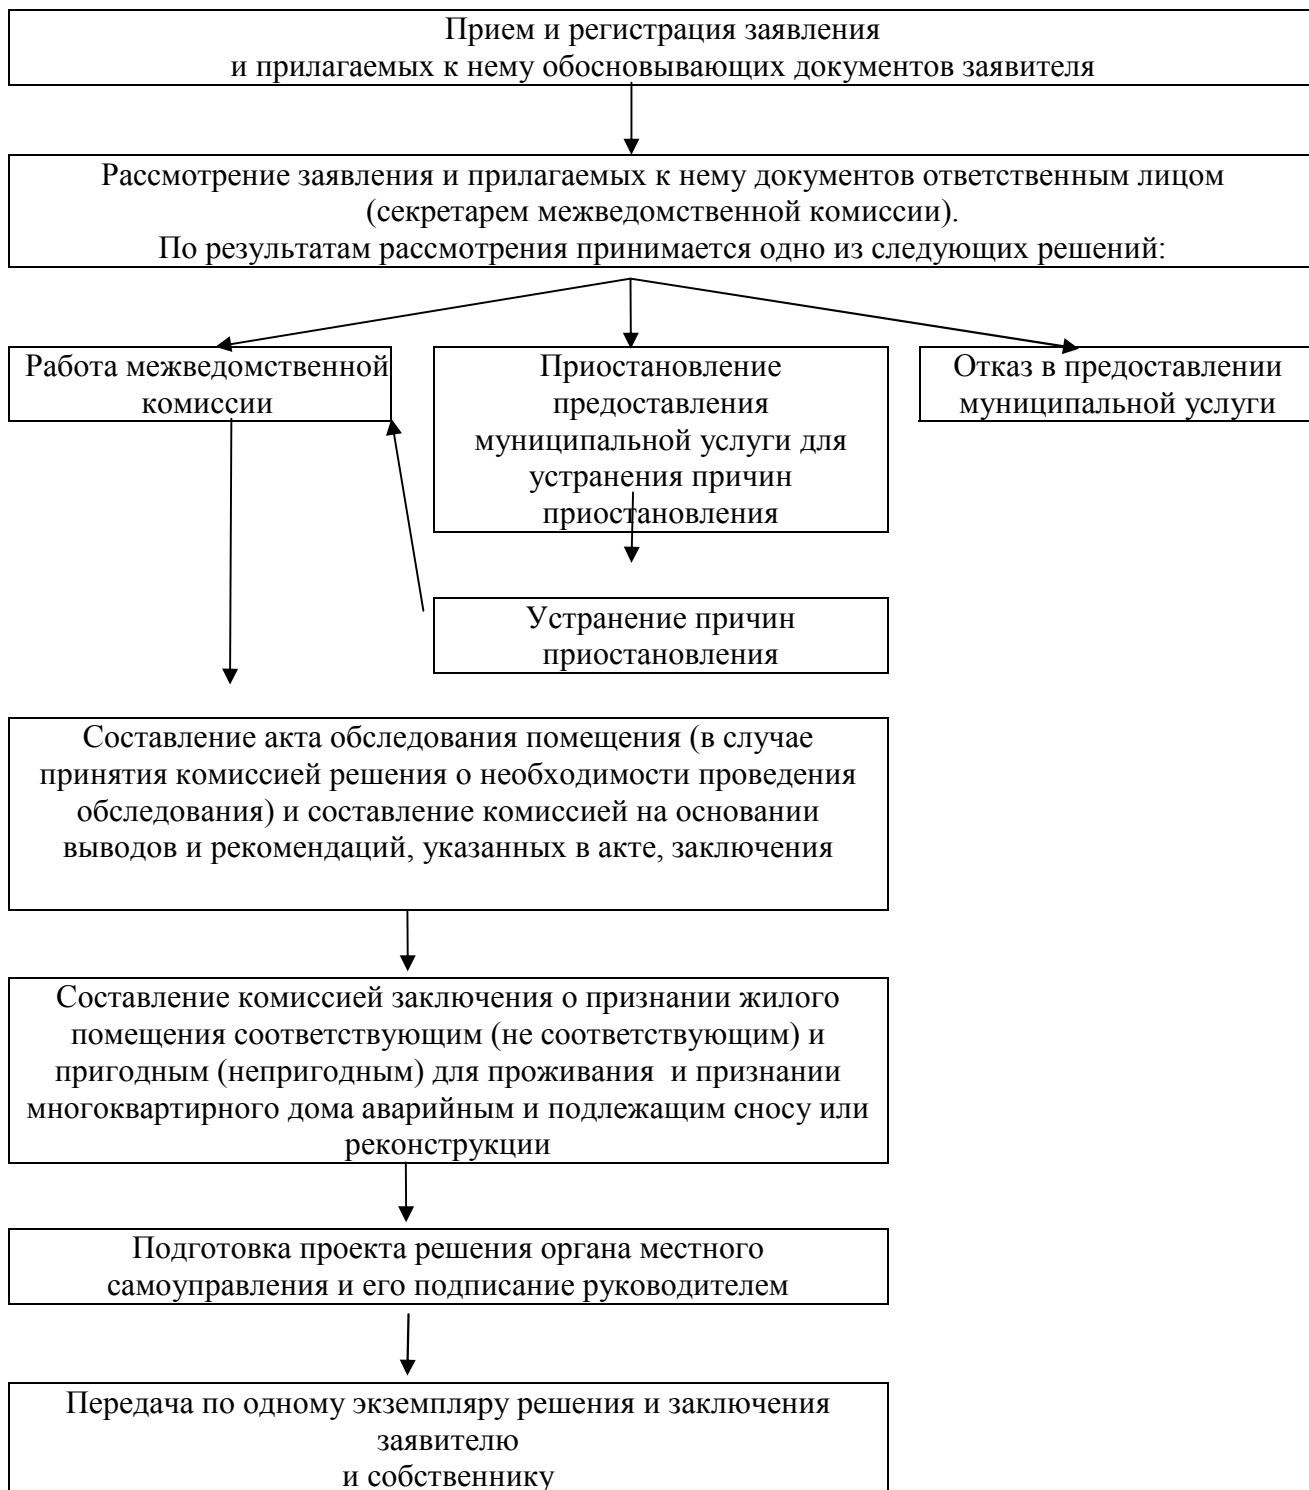 Прием и регистрация заявления
и прилагаемых к нему обосновывающих документов заявителя
Рассмотрение заявления и прилагаемых к нему документов ответственным лицом
(секретарем межведомственной комиссии).
По результатам рассмотрения принимается одно из следующих решений:
Работа межведомственной
комиссии
Приостановление
предоставления
муниципальной услуги для
устранения причин
приостановления
Отказ в предоставлении
муниципальной услуги
Устранение причин
приостановления
Составление акта обследования помещения (в случае
принятия комиссией решения о необходимости проведения
обследования) и составление комиссией на основании
выводов и рекомендаций, указанных в акте, заключения
Составление комиссией заключения о признании жилого
помещения соответствующим (не соответствующим) и
пригодным (непригодным) для проживания  и признании
многоквартирного дома аварийным и подлежащим сносу или
реконструкции
Подготовка проекта решения органа местного
самоуправления и его подписание руководителем
Передача по одному экземпляру решения и заключения
заявителю
и собственнику